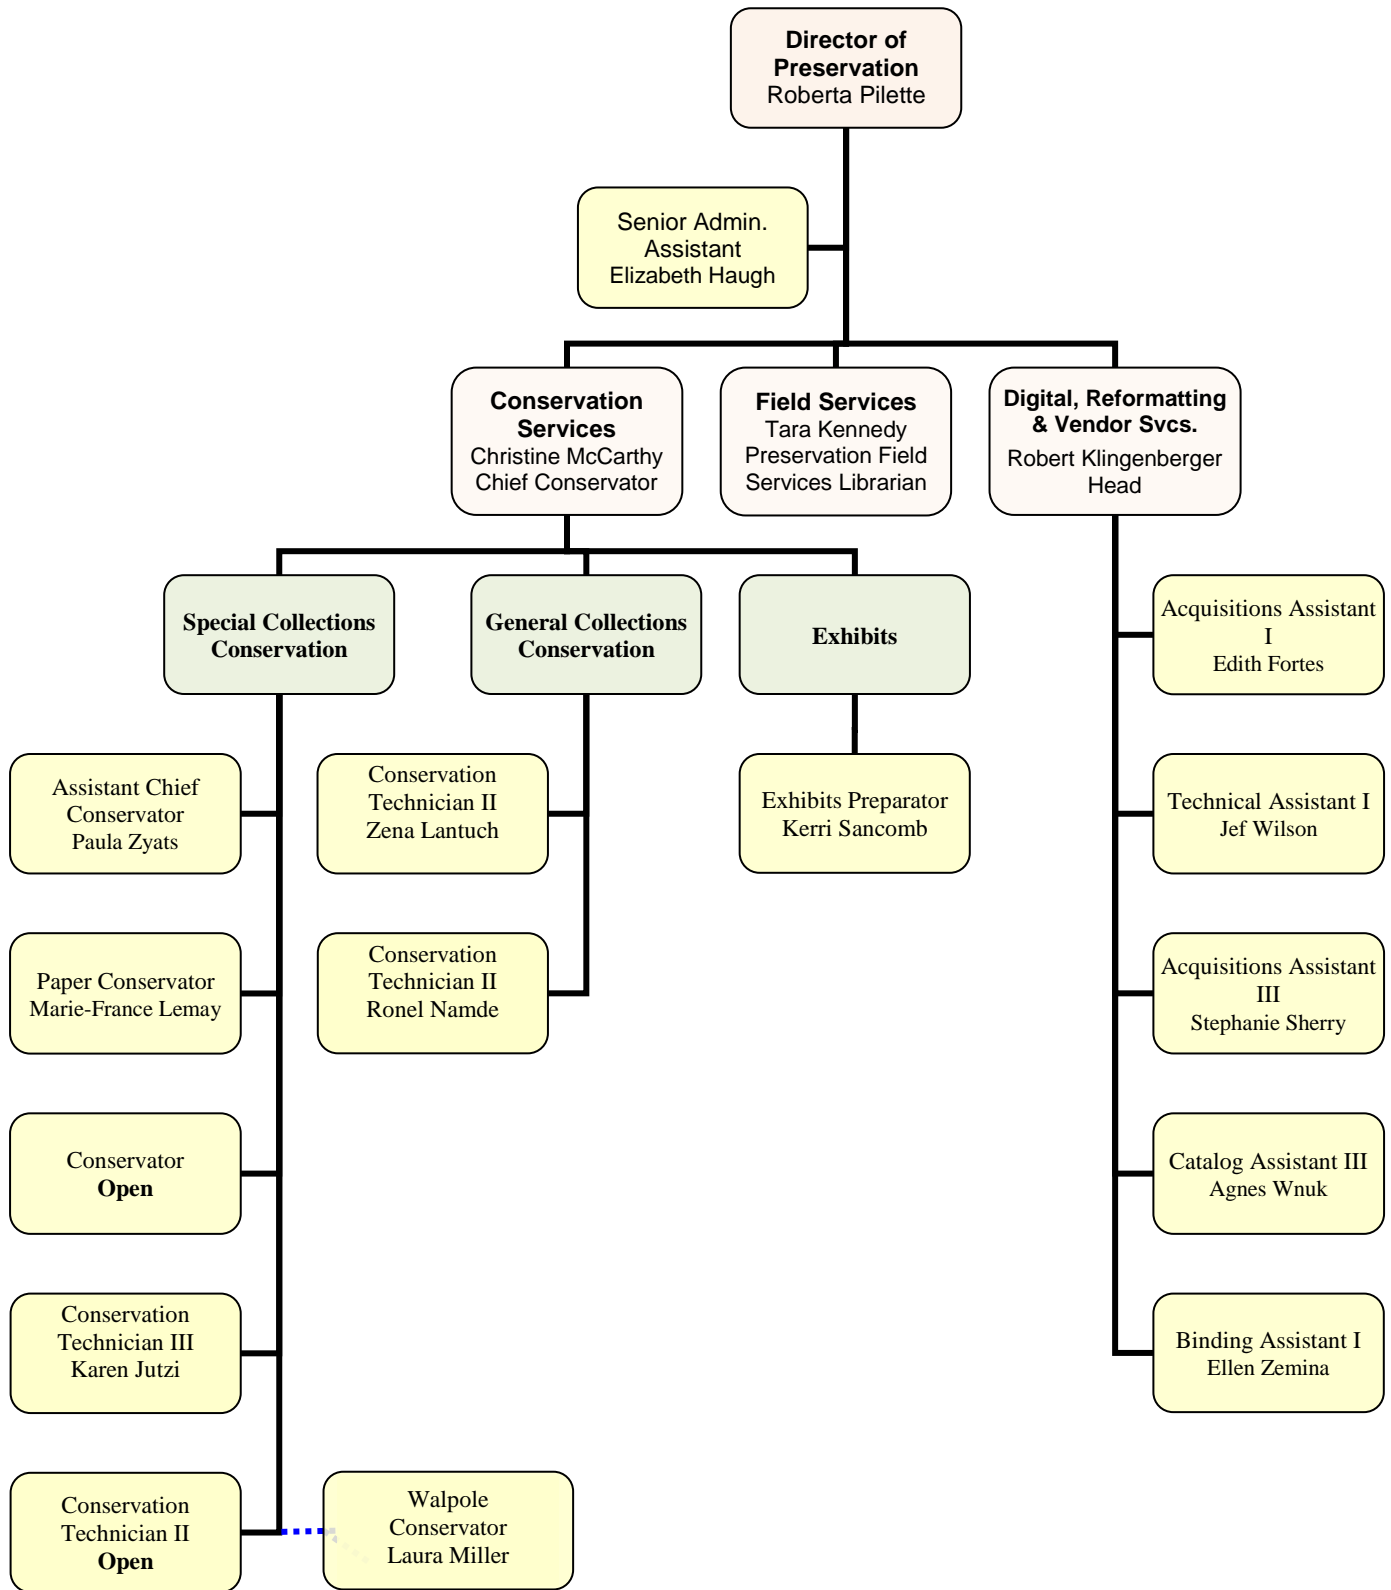 Director of
Preservation
Roberta Pilette
Senior Admin.
Assistant
Elizabeth Haugh
Conservation
Services
Christine McCarthy
Chief Conservator
Field Services
Tara Kennedy
Preservation Field
Services Librarian
Digital, Reformatting
& Vendor Svcs.
Robert Klingenberger
Head
Special Collections
Conservation
General Collections
Conservation
Exhibits
Assistant Chief
Conservator
Paula Zyats
Paper Conservator
Marie-France Lemay
Conservator
Open
Conservation
Technician III
Karen Jutzi
Conservation
Technician II
Open
Walpole
Conservator
Laura Miller
Conservation
Technician II
Zena Lantuch
Conservation
Technician II
Ronel Namde
Exhibits Preparator
Kerri Sancomb
Acquisitions Assistant
I
Edith Fortes
Technical Assistant I
Jef Wilson
Acquisitions Assistant
III
Stephanie Sherry
Catalog Assistant III
Agnes Wnuk
Binding Assistant I
Ellen Zemina